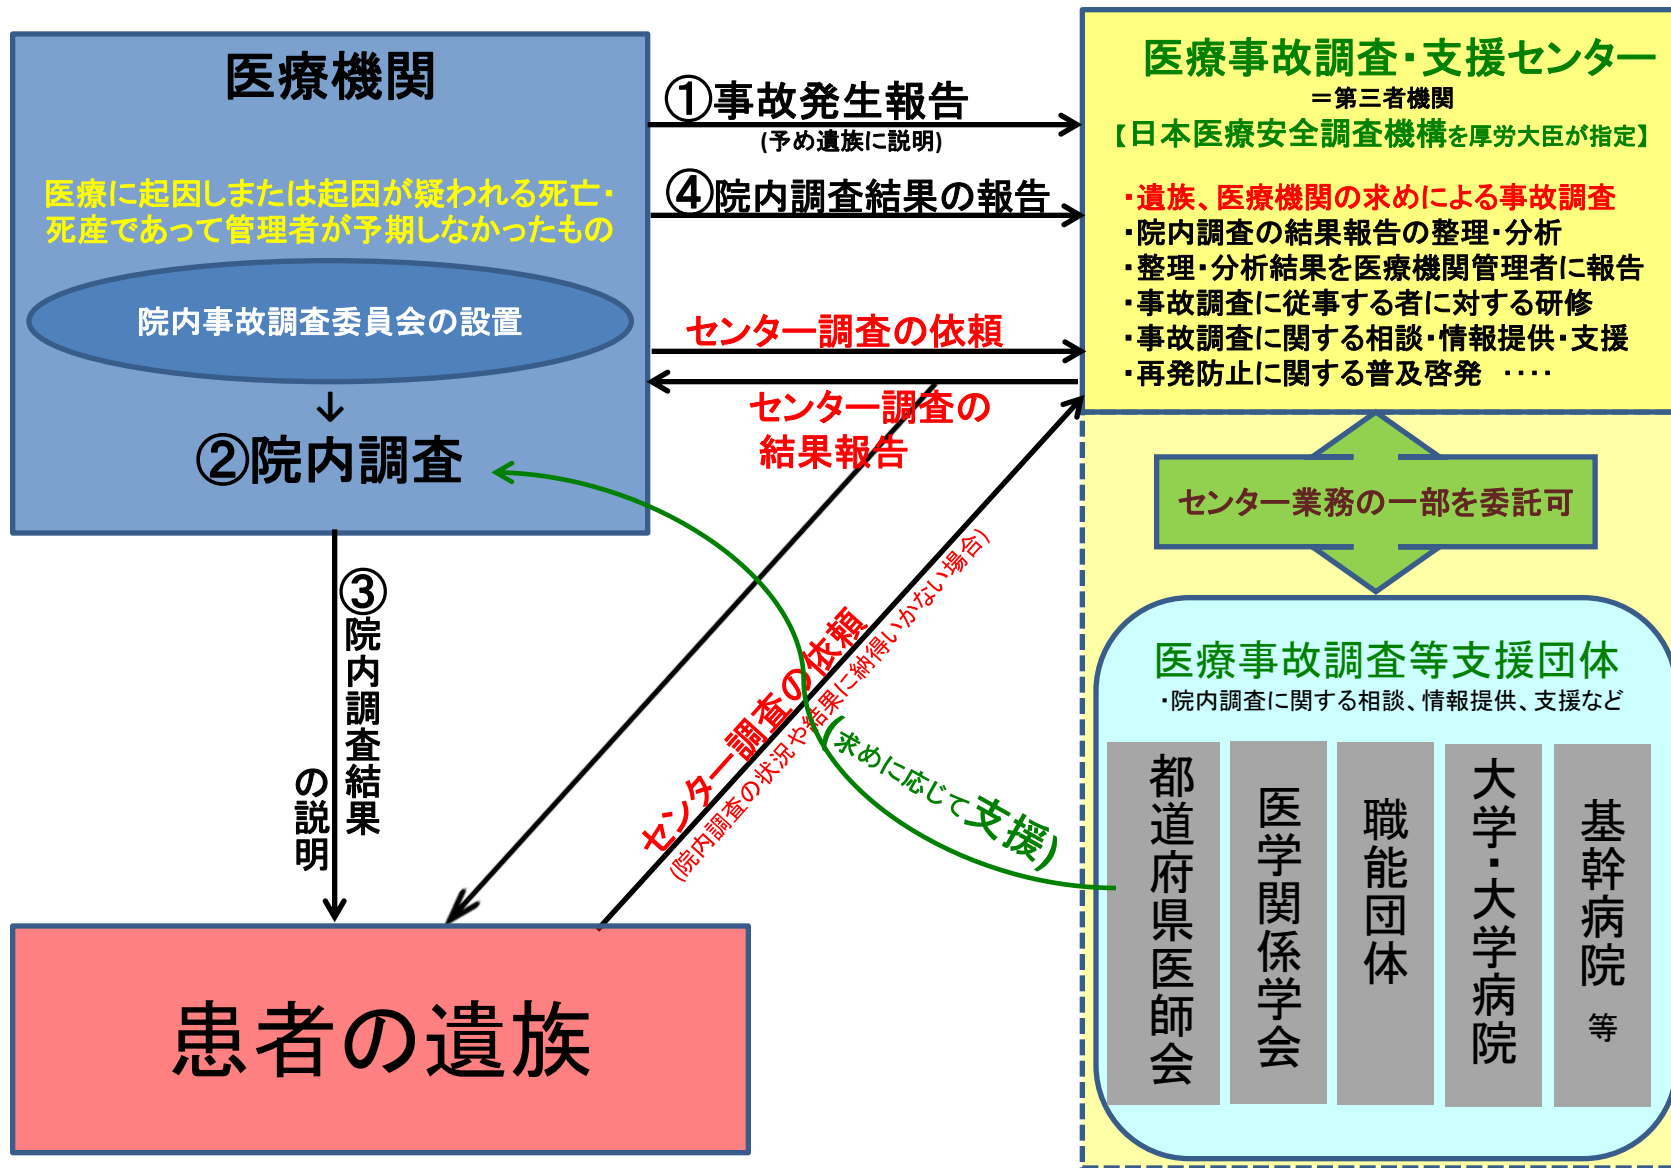 医療機関
医療に起因しまたは起因が疑われる死亡・
死産であって管理者が予期しなかったもの
院内事故調査委員会の設置
↓
②院内調査
①事故発生報告
(予め遺族に説明)
④院内調査結果の報告
センター調査の依頼
センター調査の
結果報告
③院内調査結果
の説明
センター調査の依頼
(院内調査の状況や結果に納得いかない場合)
(求めに応じて支援)
患者の遺族
医療事故調査・支援センター
＝第三者機関
【日本医療安全調査機構を厚労大臣が指定】
・遺族、医療機関の求めによる事故調査
・院内調査の結果報告の整理・分析
・整理・分析結果を医療機関管理者に報告
・事故調査に従事する者に対する研修
・事故調査に関する相談・情報提供・支援
・再発防止に関する普及啓発 ‥‥
センター業務の一部を委託可
医療事故調査等支援団体
・院内調査に関する相談、情報提供、支援など
都道府県医師会
医学関係学会
職能団体
大学・大学病院
基幹病院 等